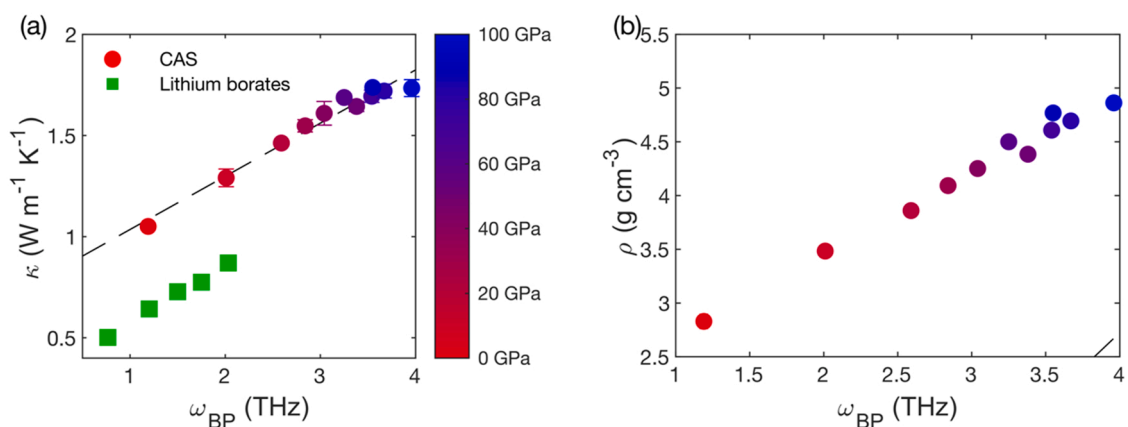 (a)
2
1.5
1
0.5
κ (W m⁻¹ K⁻¹)
CAS
Lithium borates
1
2
3
4
ω_BP (THz)
100 GPa
80 GPa
60 GPa
40 GPa
20 GPa
0 GPa
(b)
5.5
5
4.5
4
3.5
3
2.5
ρ (g cm⁻³)
1
1.5
2
2.5
3
3.5
4
ω_BP (THz)